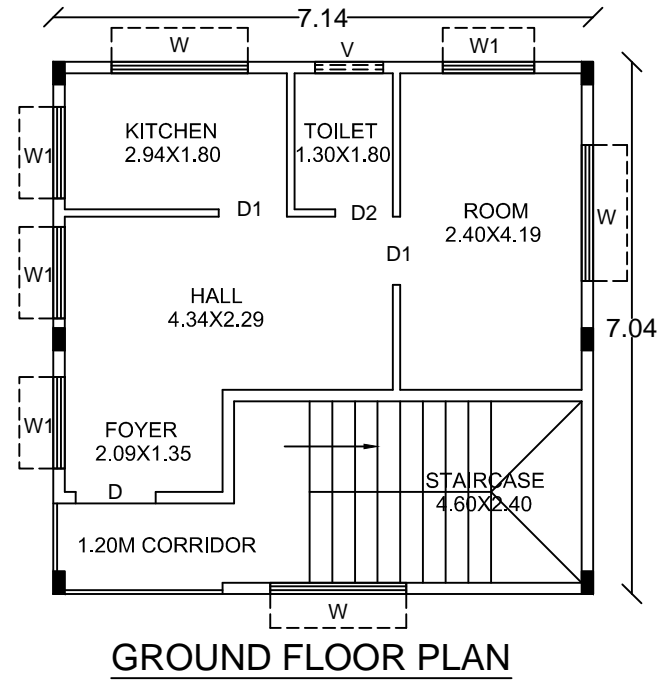 7.14
W
V
W1
KITCHEN
2.94X1.80
TOILET
1.30X1.80
W1
D1
D2
ROOM
2.40X4.19
W
W1
D1
HALL
4.34X2.29
7.04
W1
FOYER
2.09X1.35
D
STAIRCASE
4.60X2.40
1.20M CORRIDOR
W
GROUND FLOOR PLAN